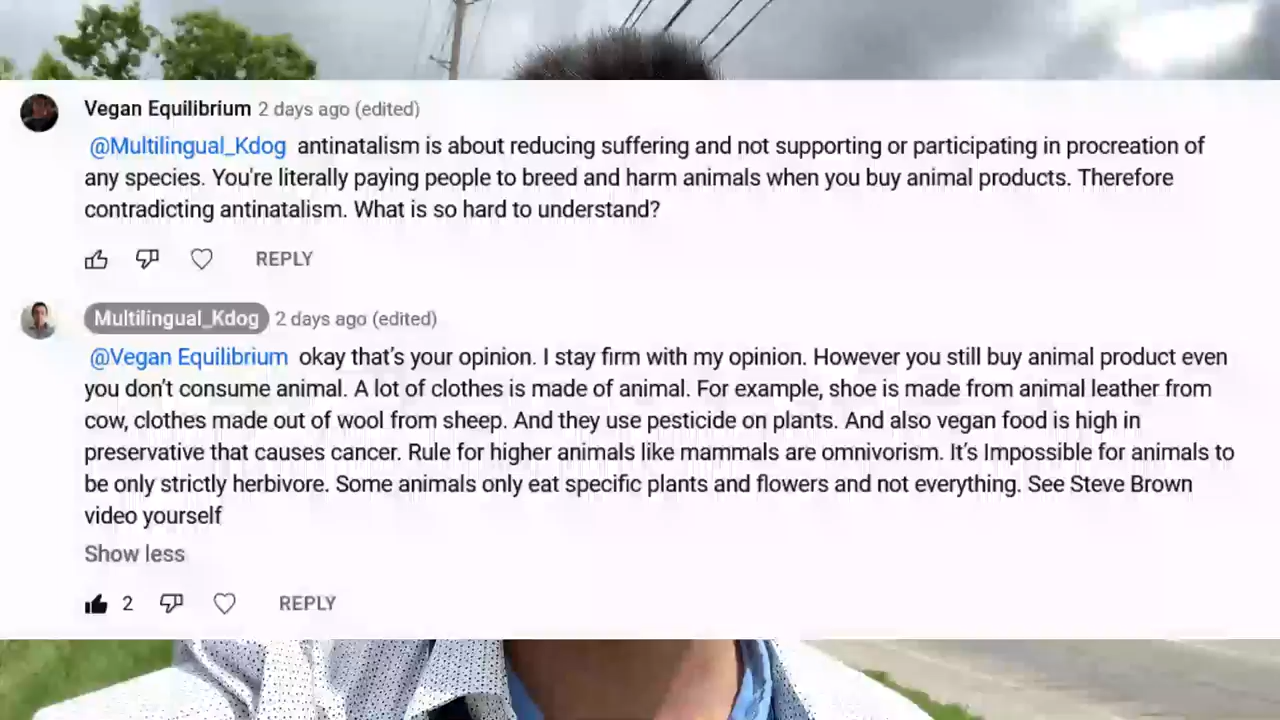 Vegan Equilibrium 2 days ago (edited)
@Multilingual_Kdog antinatalism is about reducing suffering and not supporting or participating in procreation of
any species. You're literally paying people to breed and harm animals when you buy animal products. Therefore
contradicting antinatalism. What is so hard to understand?
REPLY
Multilingual_Kdog 2 days ago (edited)
@Vegan Equilibrium okay that's your opinion. I stay firm with my opinion. However you still buy animal product even
you don't consume animal. A lot of clothes is made of animal. For example, shoe is made from animal leather from
cow, clothes made out of wool from sheep. And they use pesticide on plants. And also vegan food is high in
preservative that causes cancer. Rule for higher animals like mammals are omnivorism. It's Impossible for animals to
be only strictly herbivore. Some animals only eat specific plants and flowers and not everything. See Steve Brown
video yourself
Show less
2 REPLY